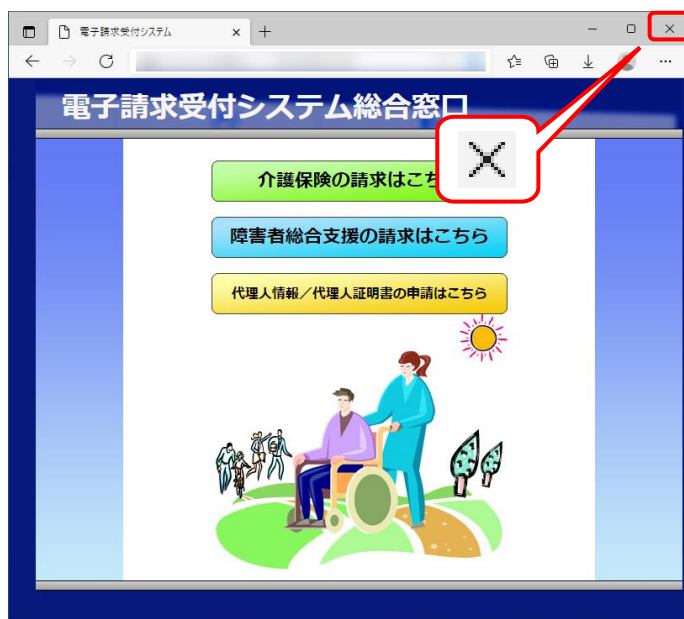 電子請求受付システム
電子請求受付システム総合窓口
介護保険の請求はこち
障害者総合支援の請求はこちら
代理人情報／代理人証明書の申請はこちら